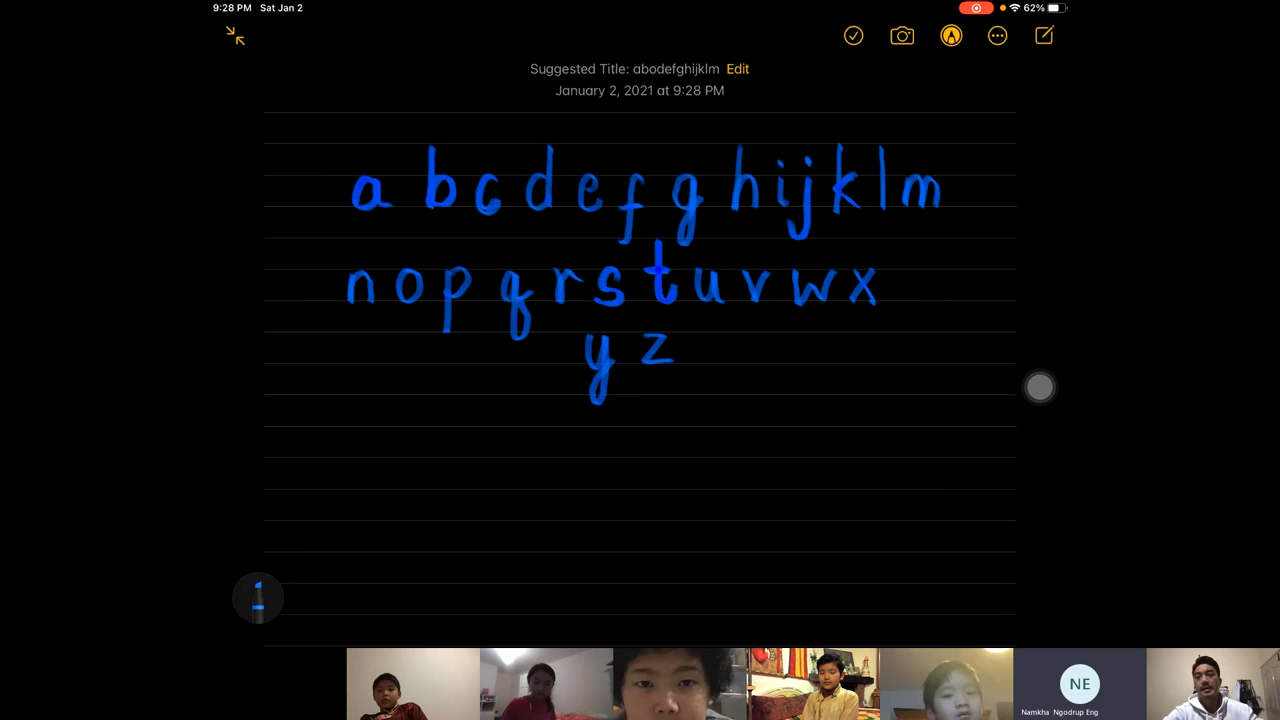 9:28 PM Sat Jan 2 62%
Suggested Title: abodefghijklm Edit
January 2, 2021 at 9:28 PM
a b c d e f g h i j k l m
n o p q r s t u v w x
y z
NE
Namkha Ngodrup Eng